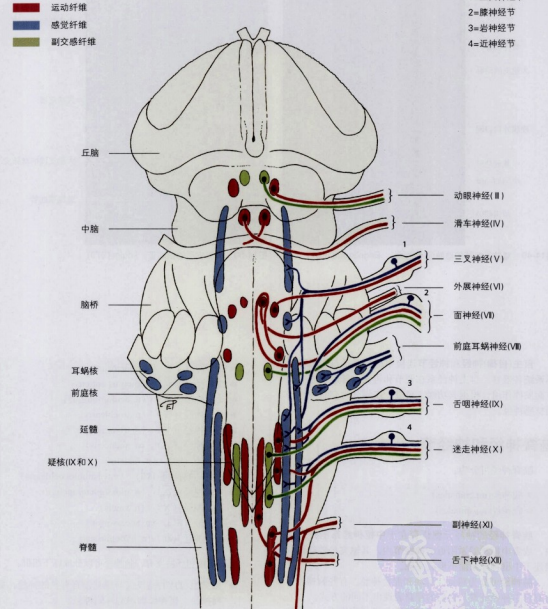 运动纤维
感觉纤维
副交感纤维
2=膝神经节
3=岩神经节
4=近神经节
丘脑
中脑
脑桥
耳蜗核
前庭核
延髓
疑核(IX和X)
脊髓
动眼神经(Ⅲ)
滑车神经(IV)
1
三叉神经(V)
外展神经(VI)
2
面神经(VII)
前庭耳蜗神经(VIII)
3
舌咽神经(IX)
4
迷走神经(X)
副神经(XI)
舌下神经(XII)